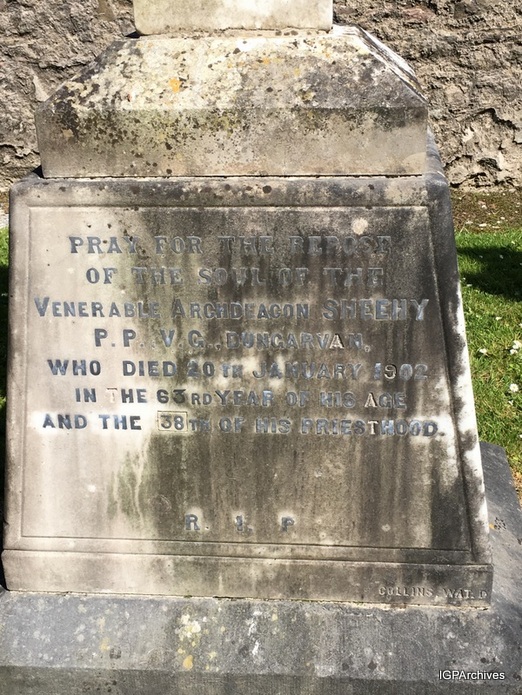 PRAY FOR THE REPOSE
OF THE SOUL OF THE
VENERABLE ARCHDEACON SHEEHY
P.P., V.G., DUNGARVAN,
WHO DIED 20TH JANUARY 1902
IN THE 63RD YEAR OF HIS AGE
AND THE 38TH OF HIS PRIESTHOOD.
R. I. P
COLLINS, WAT.D
IGPArchives